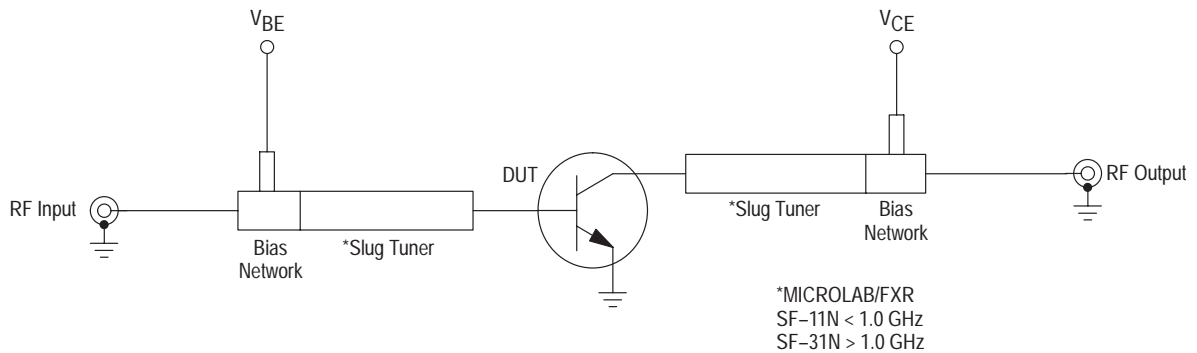 VBE
VCE
DUT
RF Input
Bias
Network
*Slug Tuner
*Slug Tuner
Bias
Network
RF Output
*MICROLAB/FXR
SF–11N < 1.0 GHz
SF–31N > 1.0 GHz